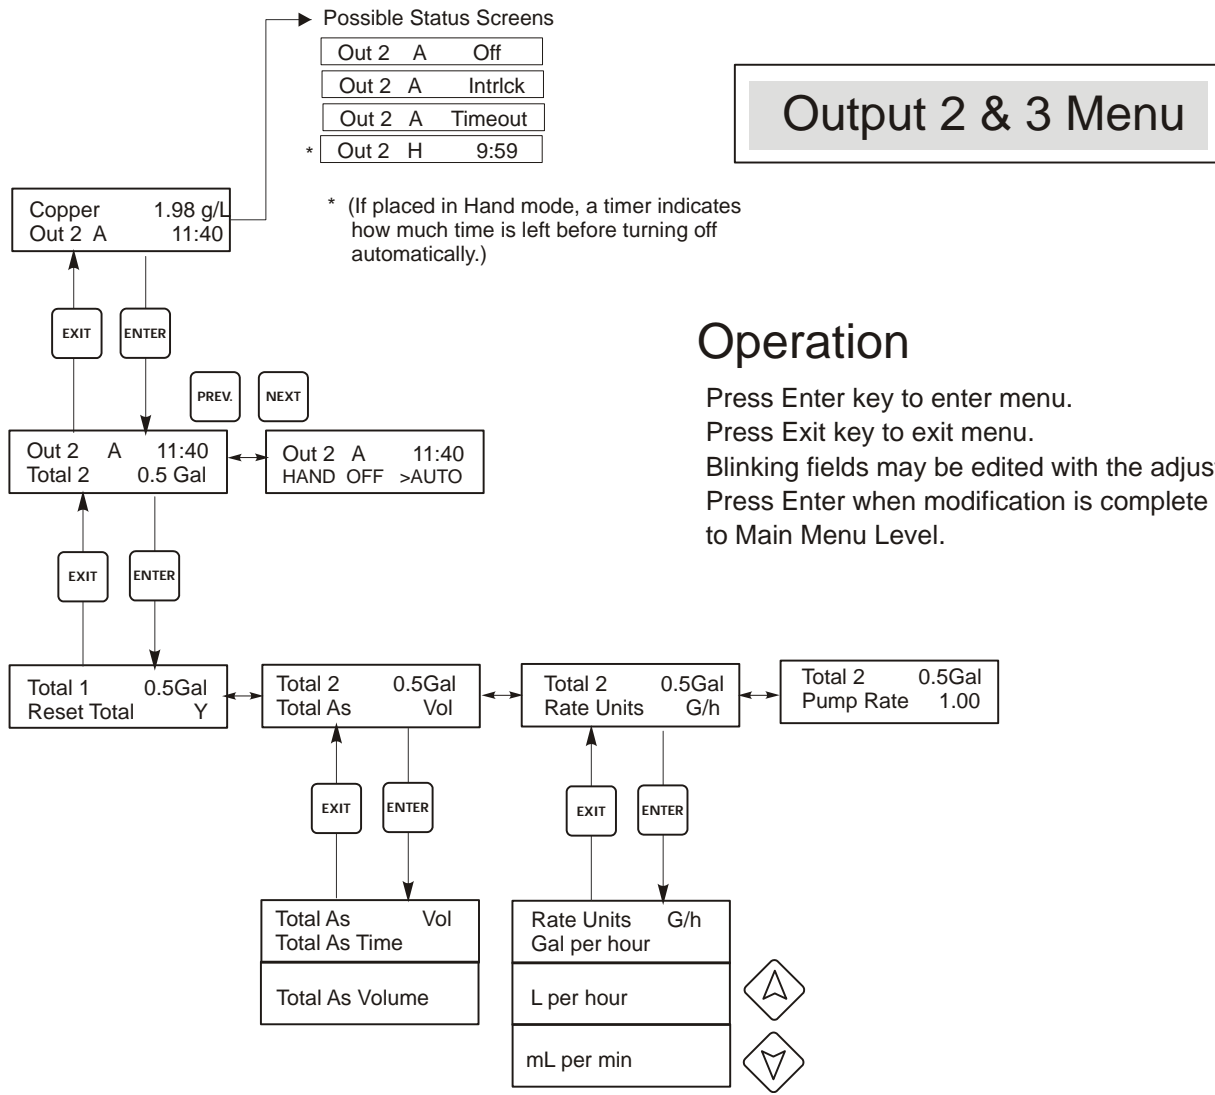 Possible Status Screens
Out 2 A Off
Out 2 A Intrlck
Out 2 A Timeout
* Out 2 H 9:59
Output 2 & 3 Menu
* (If placed in Hand mode, a timer indicates
how much time is left before turning off
automatically.)
Copper 1.98 g/L
Out 2 A 11:40
EXIT
ENTER
Operation
Press Enter key to enter menu.
Press Exit key to exit menu.
Blinking fields may be edited with the adjus
Press Enter when modification is complete
to Main Menu Level.
PREV.
NEXT
Out 2 A 11:40
Total 2 0.5 Gal
Out 2 A 11:40
HAND OFF >AUTO
EXIT
ENTER
Total 1 0.5Gal
Reset Total Y
Total 2 0.5Gal
Total As Vol
Total 2 0.5Gal
Rate Units G/h
Total 2 0.5Gal
Pump Rate 1.00
EXIT
ENTER
EXIT
ENTER
Total As Vol
Total As Time
Total As Volume
Rate Units G/h
Gal per hour
L per hour
mL per min